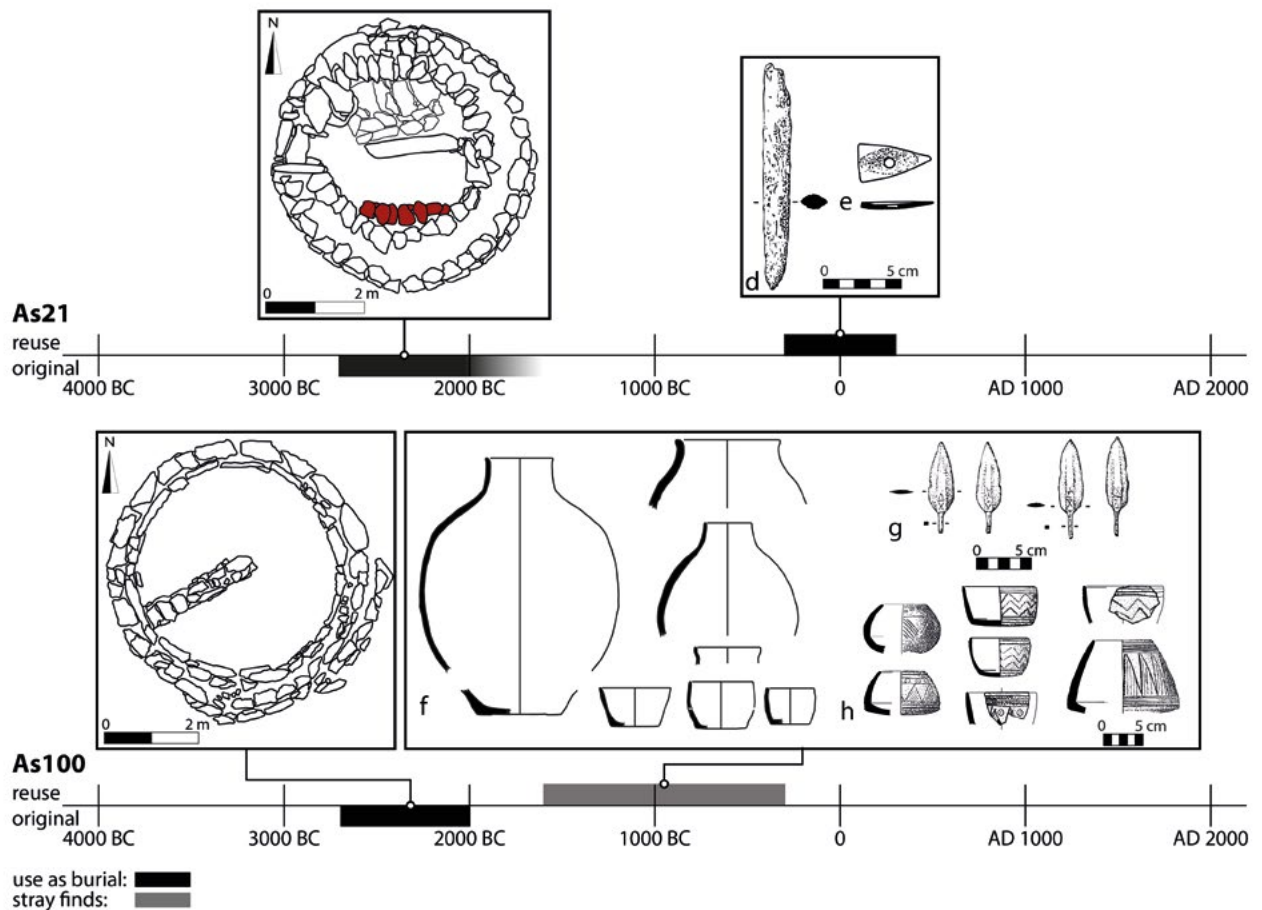 N
0 2 m
d
e
0 5 cm
As21
reuse
original
4000 BC 3000 BC 2000 BC 1000 BC 0 AD 1000 AD 2000
N
0 2 m
f
g
0 5 cm
h
0 5 cm
As100
reuse
original
4000 BC 3000 BC 2000 BC 1000 BC 0 AD 1000 AD 2000
use as burial:
stray finds: